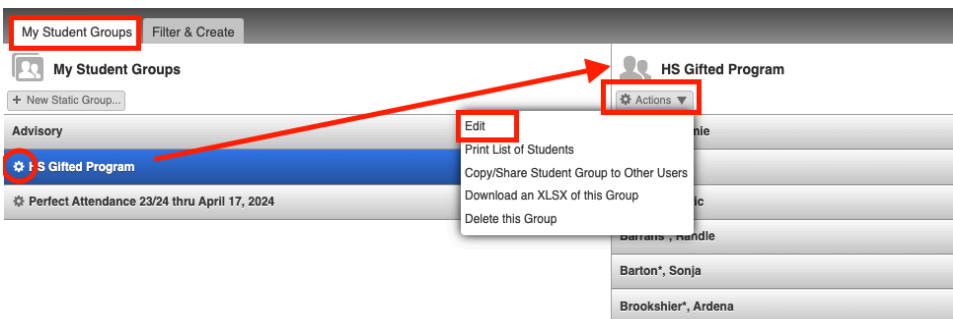 My Student Groups
Filter & Create
My Student Groups
+ New Static Group...
Advisory
HS Gifted Program
Perfect Attendance 23/24 thru April 17, 2024
HS Gifted Program
Actions ▼
Edit
Print List of Students
Copy/Share Student Group to Other Users
Download an XLSX of this Group
Delete this Group
Handle
Barton*, Sonja
Brookshier*, Ardena